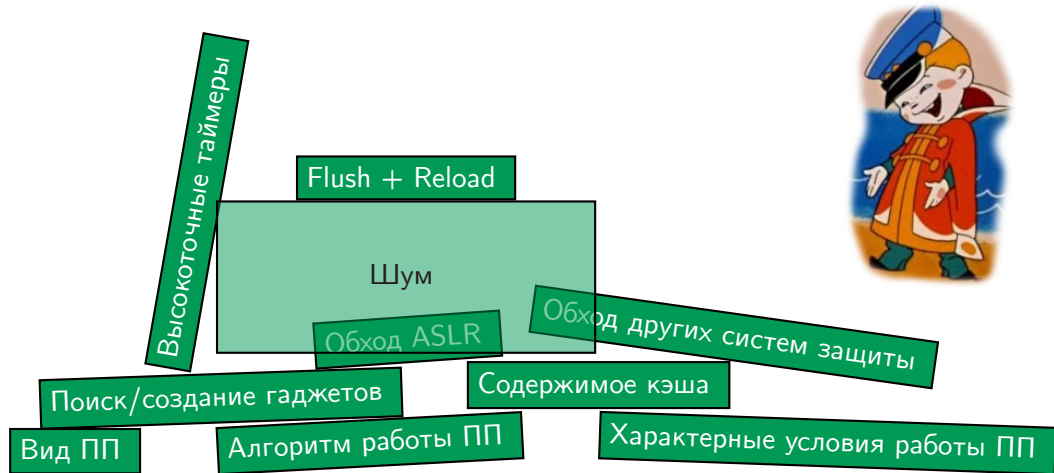 Высокоточные таймеры
Flush + Reload
Шум
Обход других систем защиты
Обход ASLR
Поиск/создание гаджетов
Содержимое кэша
Вид ПП
Алгоритм работы ПП
Характерные условия работы ПП